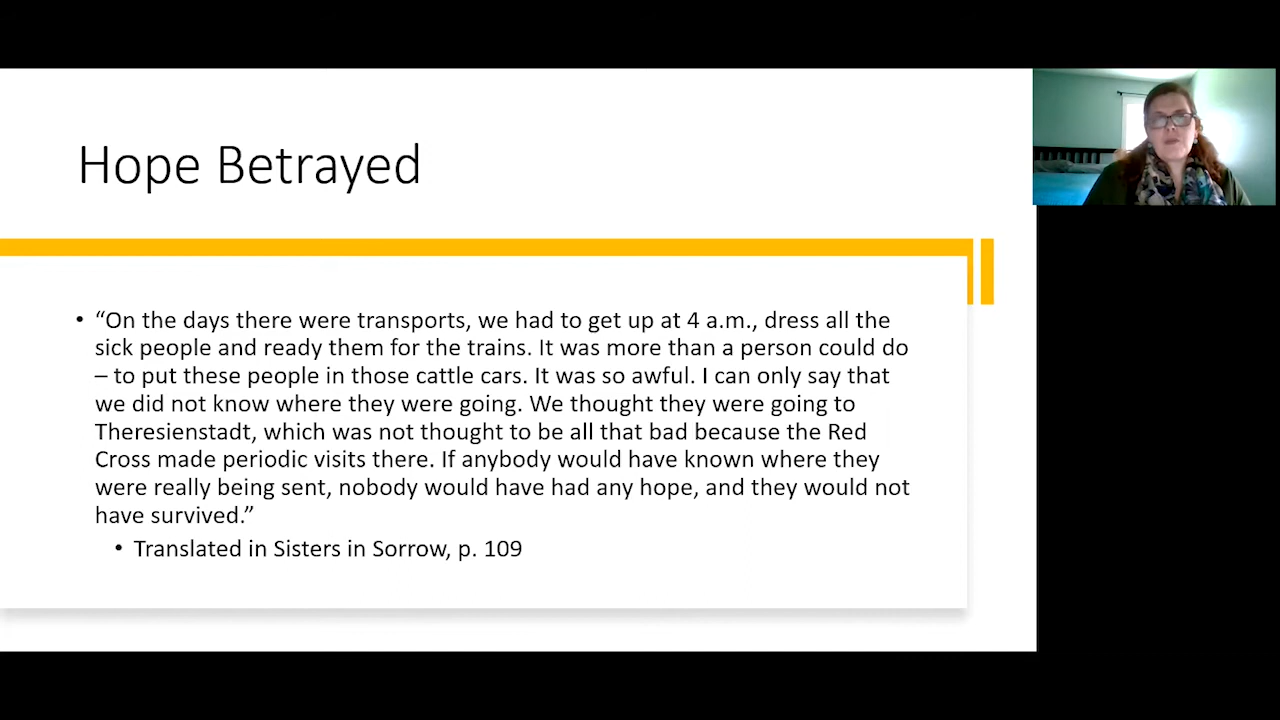 Hope Betrayed
• “On the days there were transports, we had to get up at 4 a.m., dress all the
sick people and ready them for the trains. It was more than a person could do
– to put these people in those cattle cars. It was so awful. I can only say that
we did not know where they were going. We thought they were going to
Theresienstadt, which was not thought to be all that bad because the Red
Cross made periodic visits there. If anybody would have known where they
were really being sent, nobody would have had any hope, and they would not
have survived.”
• Translated in Sisters in Sorrow, p. 109